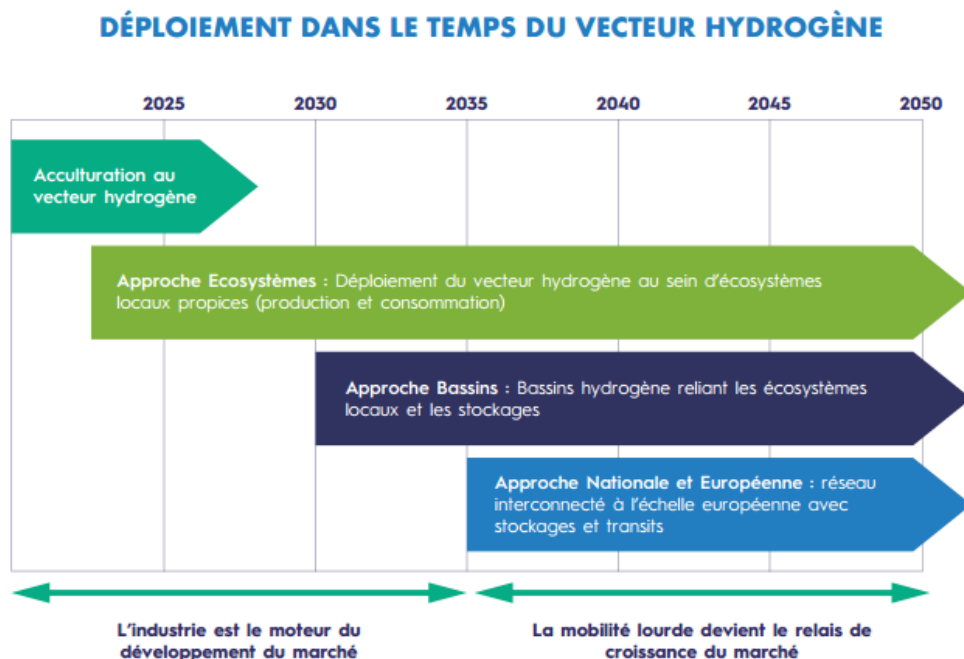 DÉPLOIEMENT DANS LE TEMPS DU VECTEUR HYDROGÈNE
2025 2030 2035 2040 2045 2050
Acculturation au
vecteur hydrogène
Approche Ecosystèmes : Déploiement du vecteur hydrogène au sein d'écosystèmes
locaux propices (production et consommation)
Approche Bassins : Bassins hydrogène reliant les écosystèmes
locaux et les stockages
Approche Nationale et Européenne : réseau
interconnecté à l'échelle européenne avec
stockages et transits
L'industrie est le moteur du
développement du marché
La mobilité lourde devient le relais de
croissance du marché